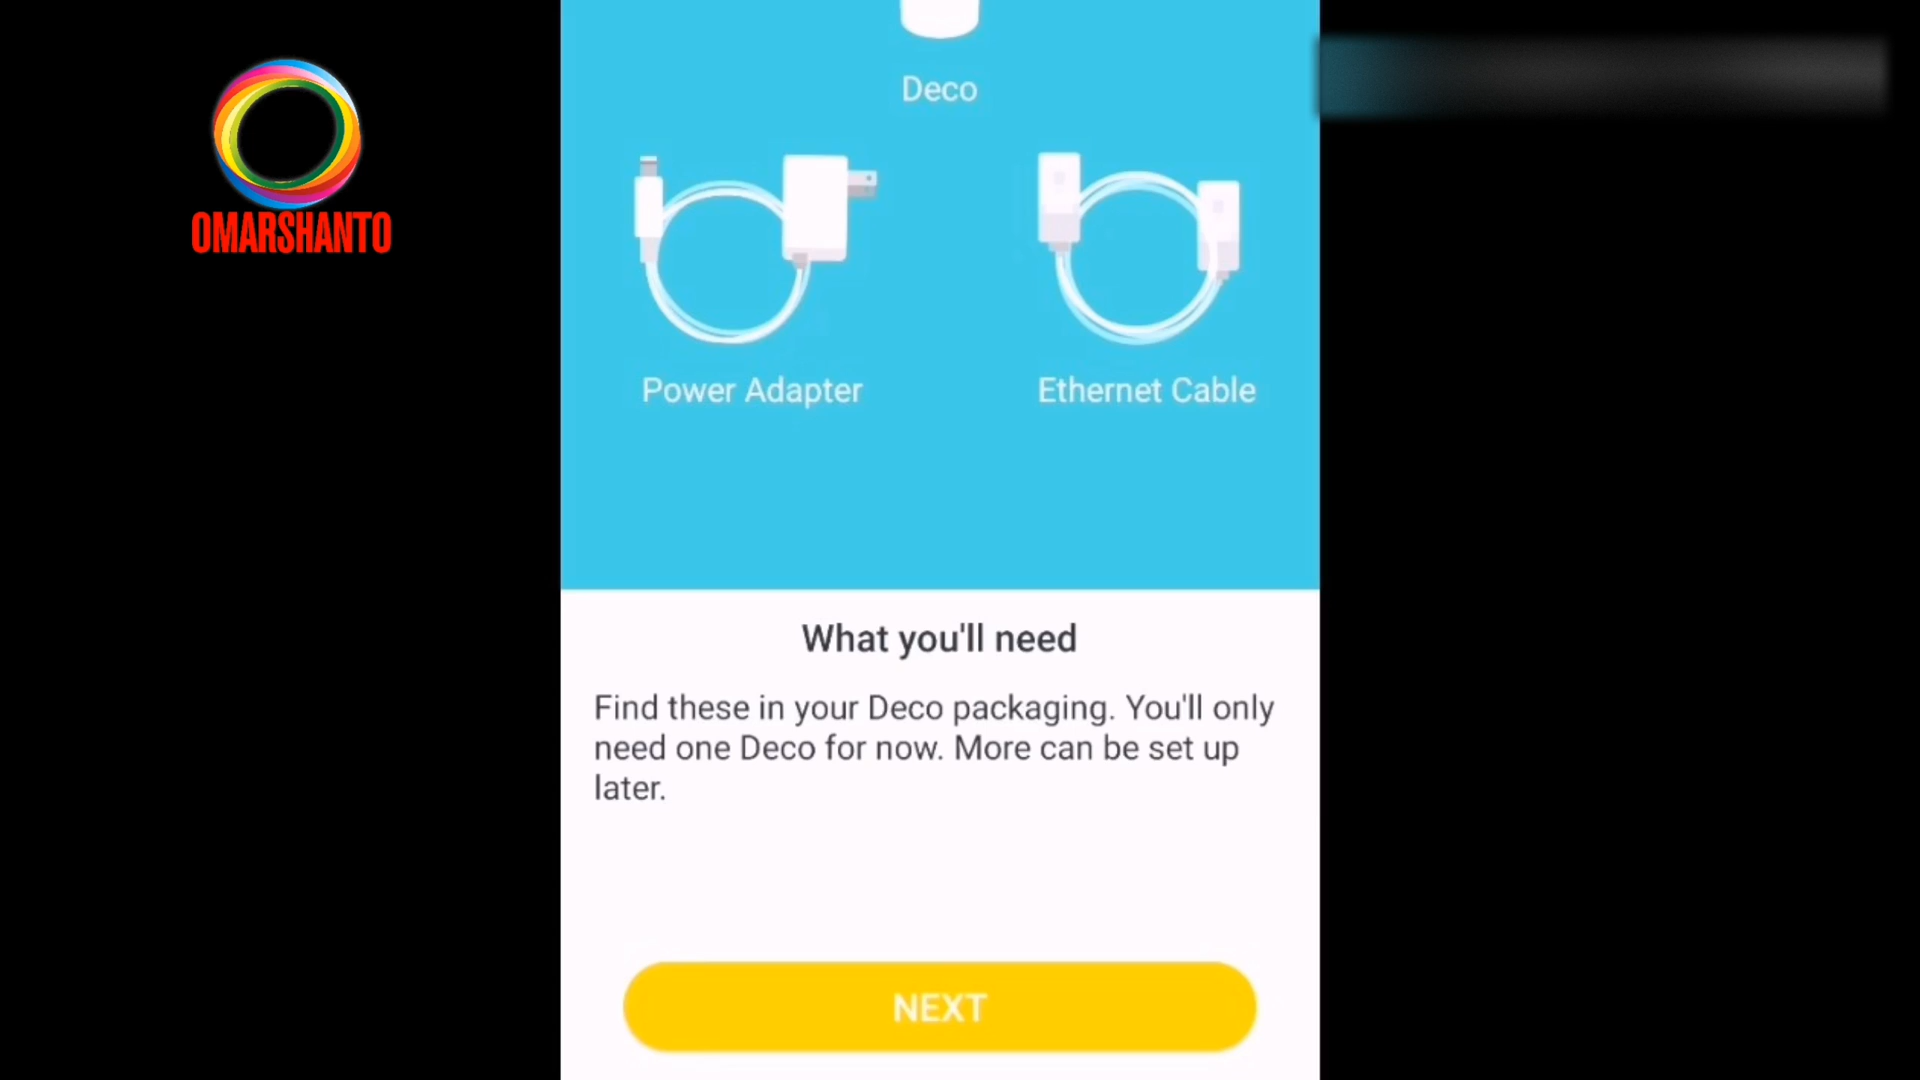 OMARSHANTO
Deco
Power Adapter
Ethernet Cable
What you'll need
Find these in your Deco packaging. You'll only
need one Deco for now. More can be set up
later.
NEXT